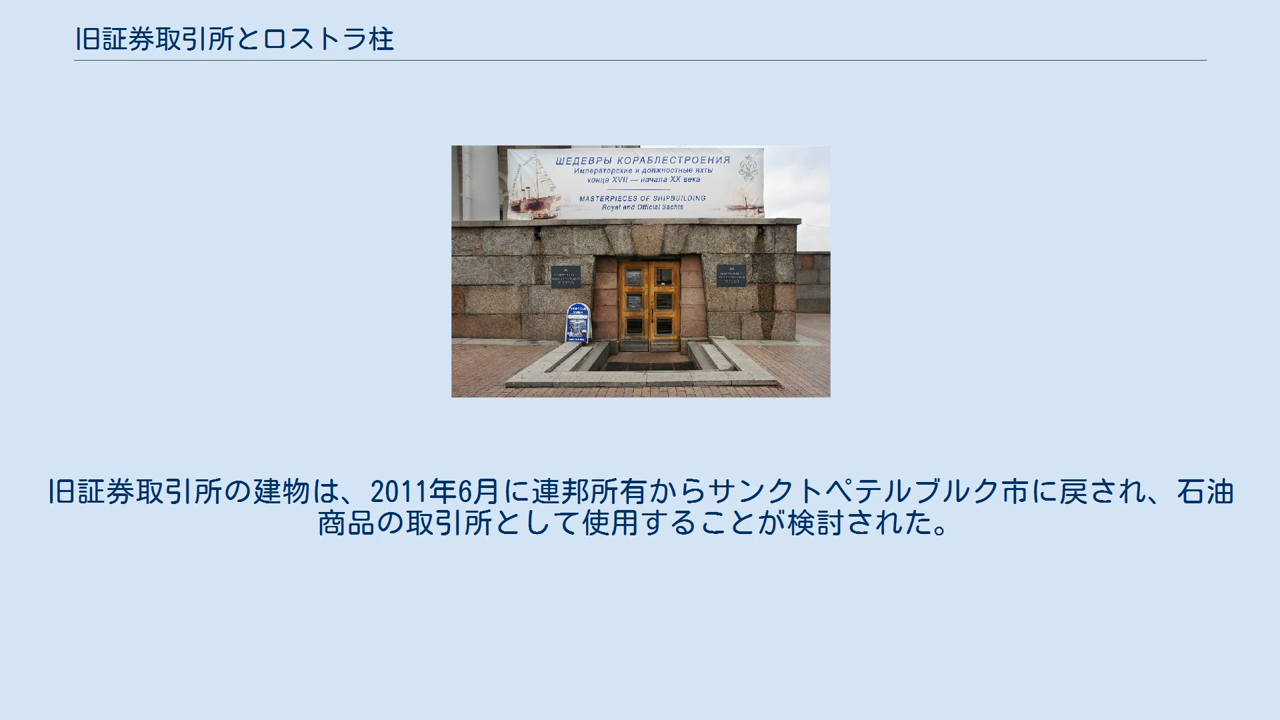 旧証券取引所とロストラ柱
ШЕДЕВРЫ КОРАБЛЕСТРОЕНИЯ
Императорские и должностные яхты
конца XVII — начала XX века
MASTERPIECES OF SHIPBUILDING
Royal and Official Yachts
旧証券取引所の建物は、2011年6月に連邦所有からサンクトペテルブルク市に戻され、石油
商品の取引所として使用することが検討された。